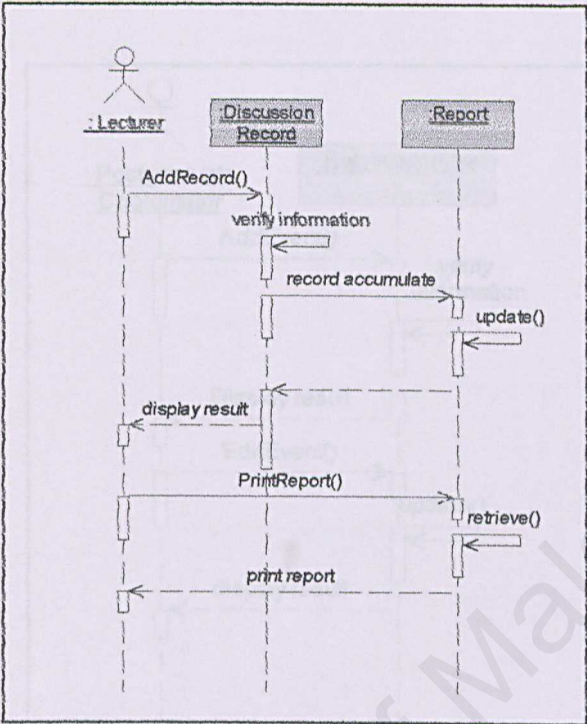 : Lecturer
:Discussion
Record
:Report
AddRecord()
verify information
record accumulate
update()
display result
PrintReport()
retrieve()
print report